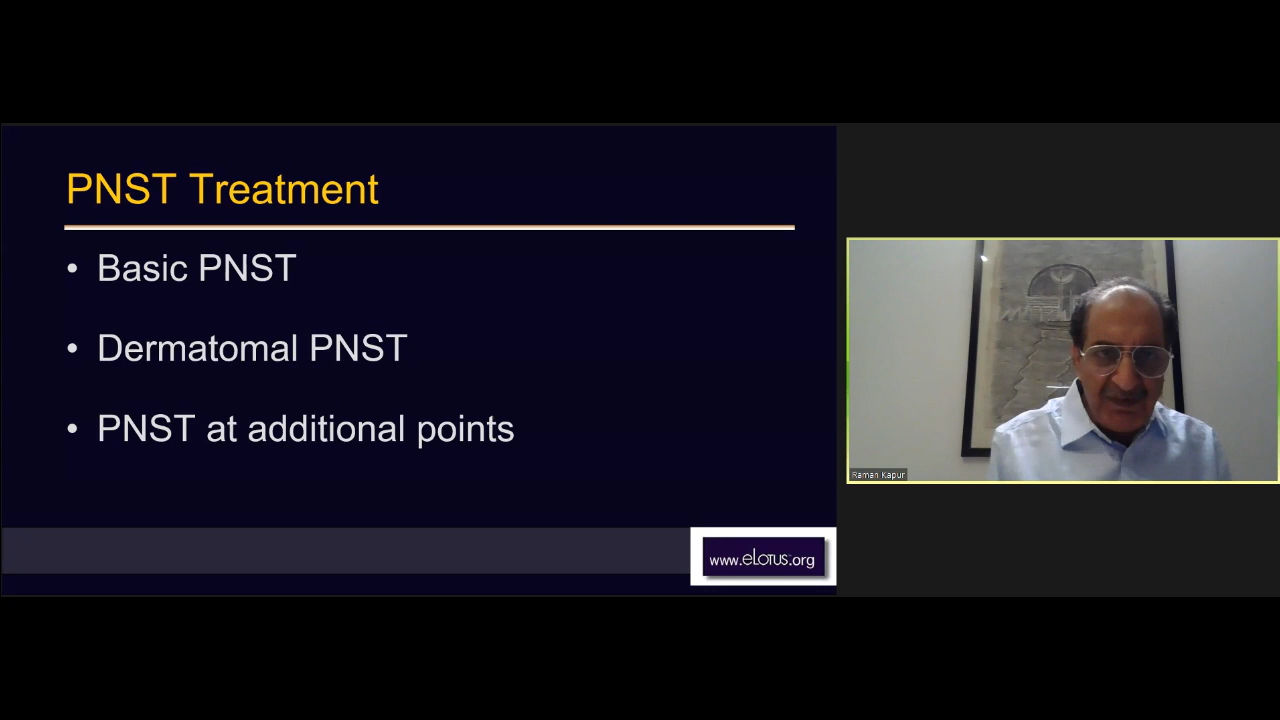 PNST Treatment
• Basic PNST
• Dermatomal PNST
• PNST at additional points
www.eLotus.org
Raman Kapur